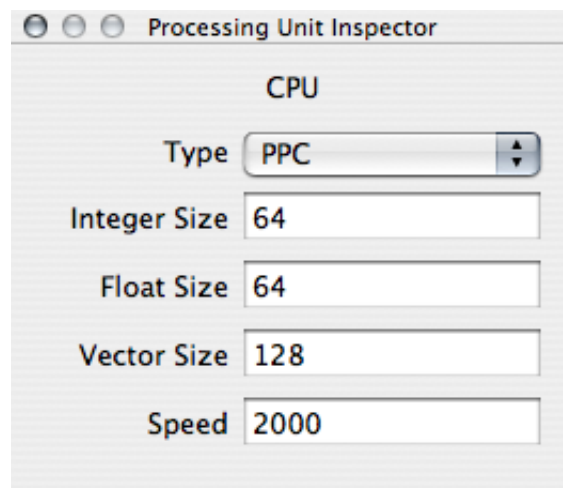 Processing Unit Inspector
CPU
Type PPC
Integer Size 64
Float Size 64
Vector Size 128
Speed 2000